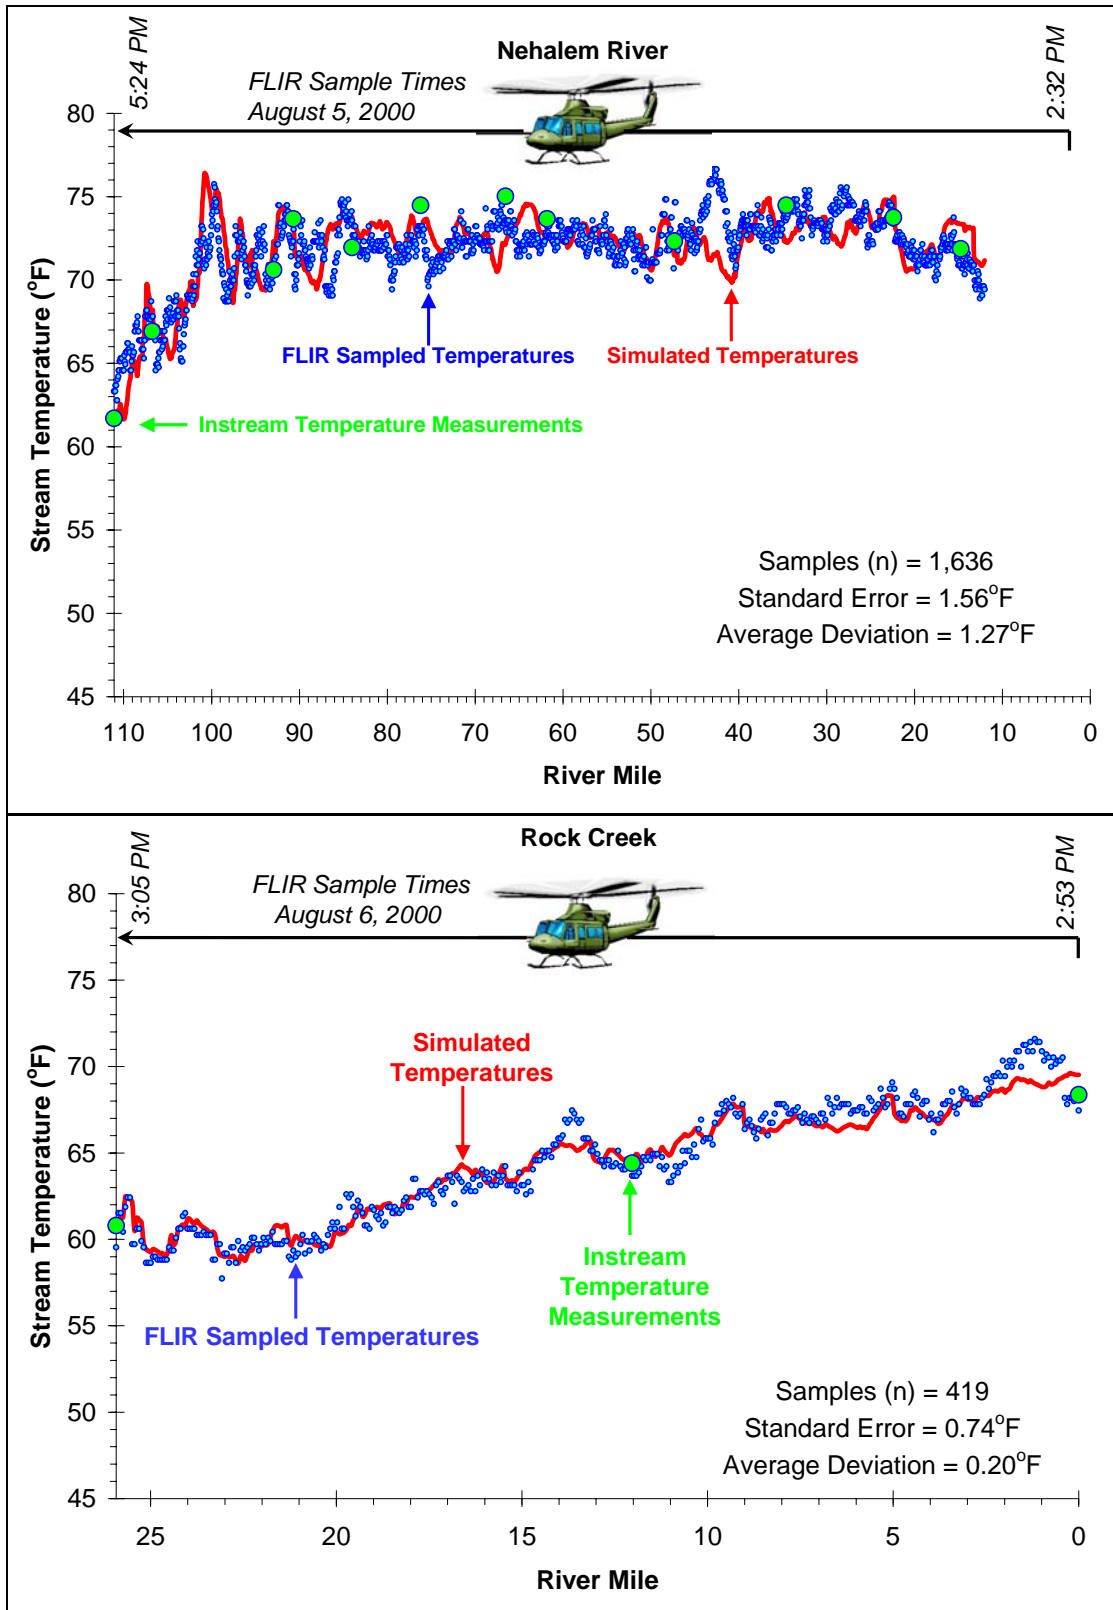 Nehalem River
5:24 PM
FLIR Sample Times
August 5, 2000
2:32 PM
80
75
70
65
60
55
50
45
Stream Temperature (°F)
FLIR Sampled Temperatures
Simulated Temperatures
Instream Temperature Measurements
Samples (n) = 1,636
Standard Error = 1.56°F
Average Deviation = 1.27°F
110 100 90 80 70 60 50 40 30 20 10 0
River Mile
Rock Creek
3:05 PM
FLIR Sample Times
August 6, 2000
2:53 PM
80
75
70
65
60
55
50
45
Stream Temperature (°F)
Simulated
Temperatures
Instream
Temperature
Measurements
FLIR Sampled Temperatures
Samples (n) = 419
Standard Error = 0.74°F
Average Deviation = 0.20°F
25 20 15 10 5 0
River Mile